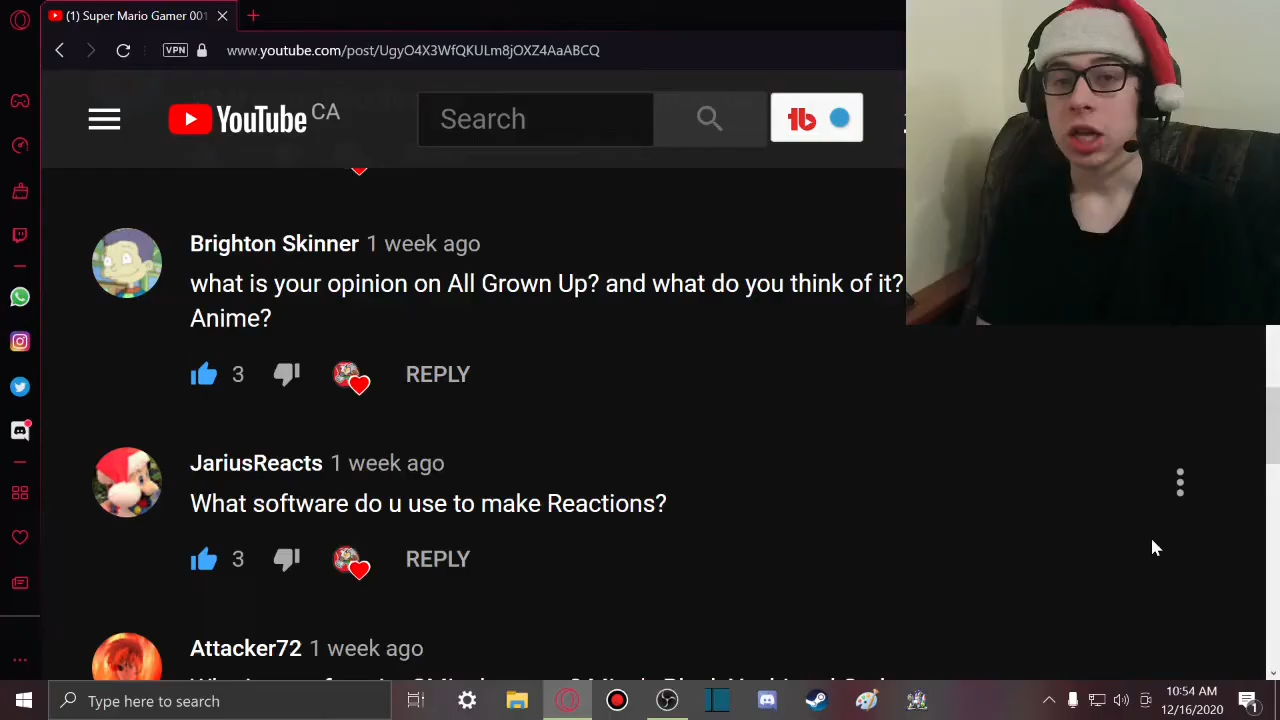 (1) Super Mario Gamer 001
VPN
www.youtube.com/post/UgyO4X3WfQKULm8jOXZ4AaABCQ
YouTube CA
Search
tb
Brighton Skinner 1 week ago
what is your opinion on All Grown Up? and what do you think of it?
Anime?
3 REPLY
JariusReacts 1 week ago
What software do u use to make Reactions?
3 REPLY
Attacker72 1 week ago
Type here to search
10:54 AM
12/16/2020
1